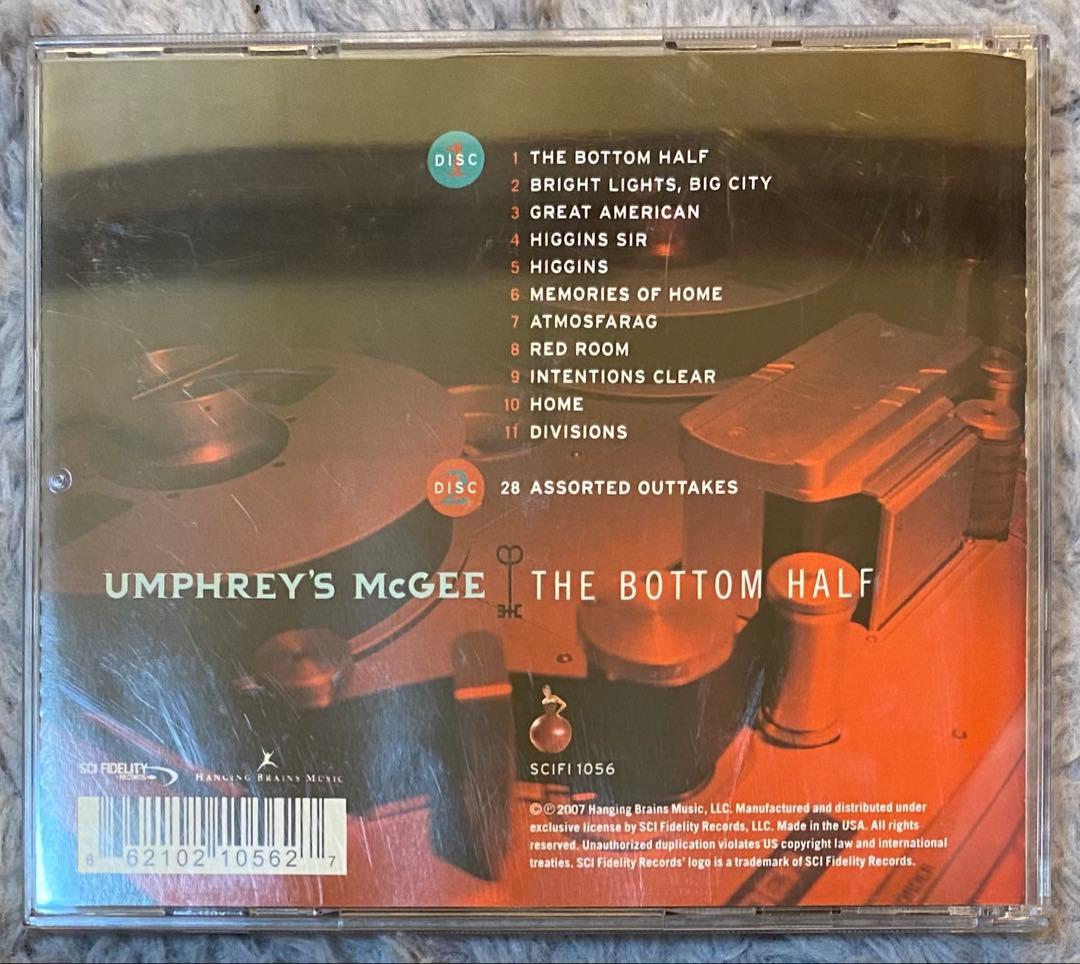 DISC 1
1 THE BOTTOM HALF
2 BRIGHT LIGHTS, BIG CITY
3 GREAT AMERICAN
4 HIGGINS SIR
5 HIGGINS
6 MEMORIES OF HOME
7 ATMOSFARAG
8 RED ROOM
9 INTENTIONS CLEAR
10 HOME
11 DIVISIONS
DISC 2
28 ASSORTED OUTTAKES
UMPHREY'S McGEE THE BOTTOM HALF
SCI FIDELITY
RECORDS
HANGING BRAINS MUSIC
SCIFI 1056
6 62102 10562 7
©℗ 2007 Hanging Brains Music, LLC. Manufactured and distributed under
exclusive license by SCI Fidelity Records, LLC. Made in the USA. All rights
reserved. Unauthorized duplication violates US copyright law and international
treaties. SCI Fidelity Records' logo is a trademark of SCI Fidelity Records.